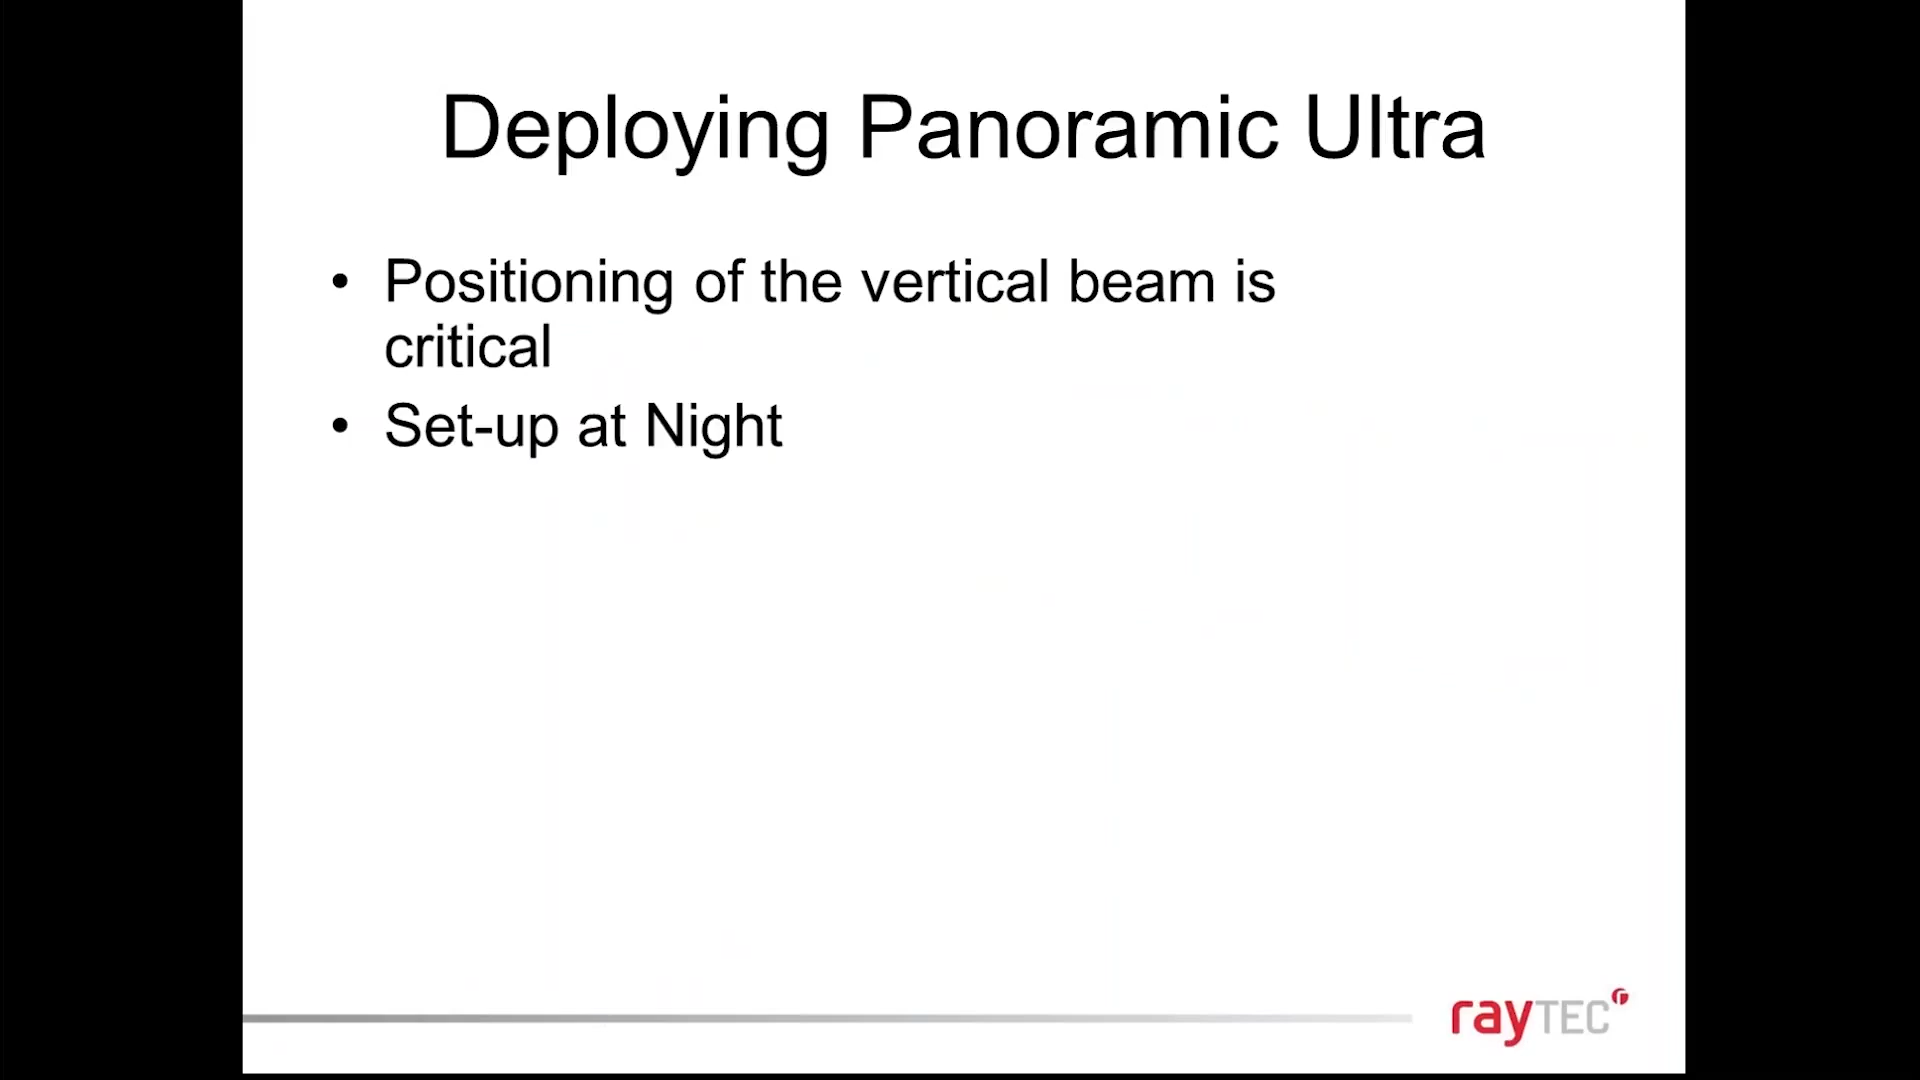 Deploying Panoramic Ultra
• Positioning of the vertical beam is
critical
• Set-up at Night
rayTEC